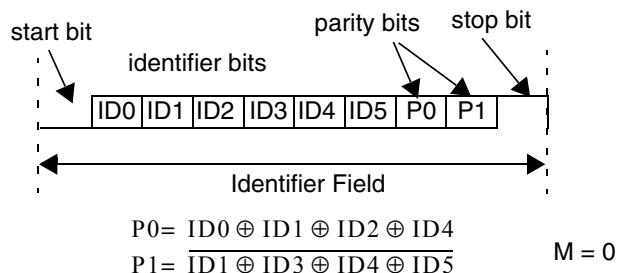 start bit
parity bits
stop bit
identifier bits
ID0 ID1 ID2 ID3 ID4 ID5 P0 P1
Identifier Field
P0= ID0 ⊕ ID1 ⊕ ID2 ⊕ ID4
P1= ID1 ⊕ ID3 ⊕ ID4 ⊕ ID5
M = 0